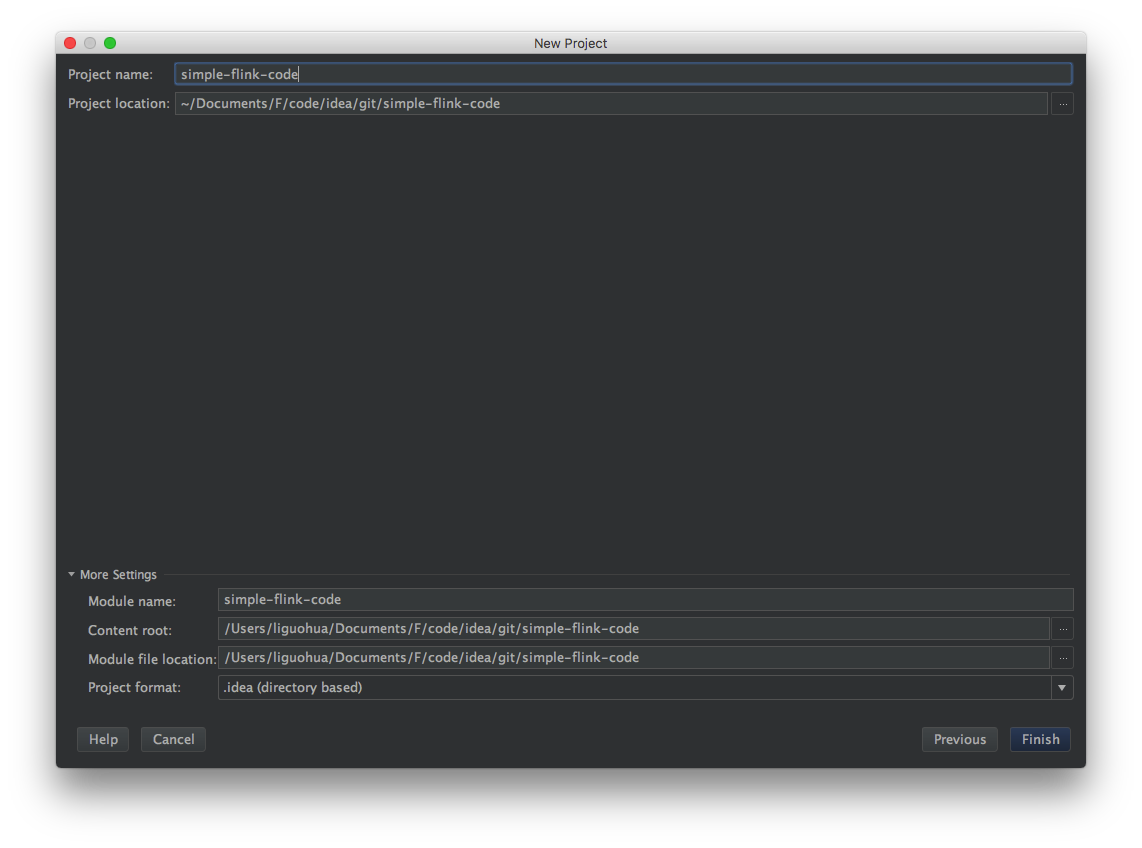 New Project
Project name: simple-flink-code
Project location: ~/Documents/F/code/idea/git/simple-flink-code ...
More Settings
Module name: simple-flink-code
Content root: /Users/liguohua/Documents/F/code/idea/git/simple-flink-code ...
Module file location: /Users/liguohua/Documents/F/code/idea/git/simple-flink-code ...
Project format: .idea (directory based)
Help Cancel Previous Finish